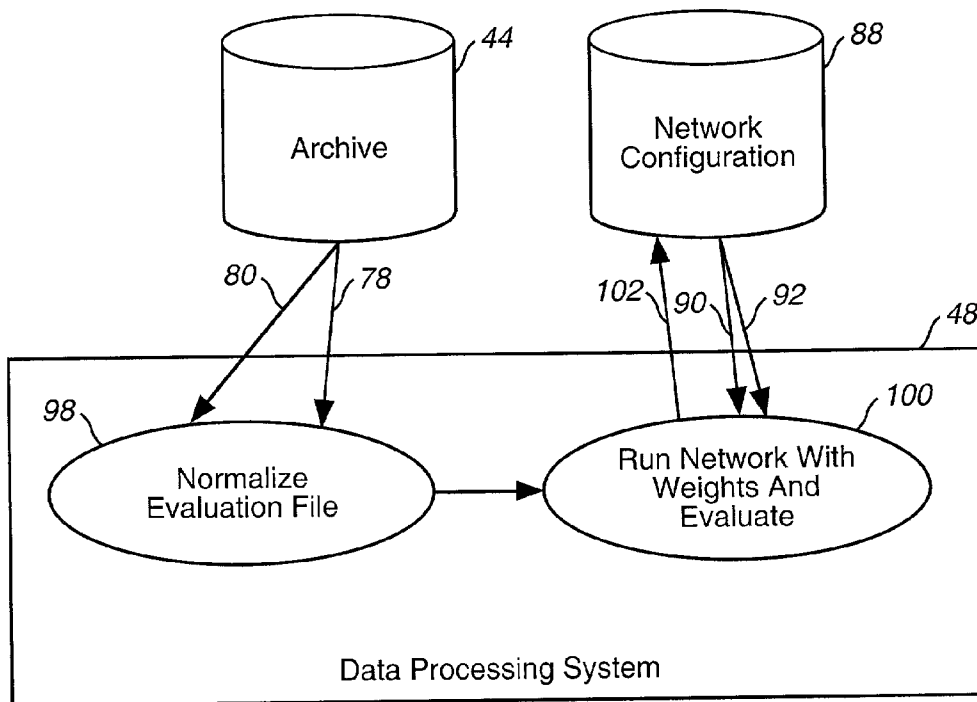 44
88
Archive
Network
Configuration
80
78
102
90
92
48
98
100
Normalize
Evaluation File
Run Network With
Weights And
Evaluate
Data Processing System